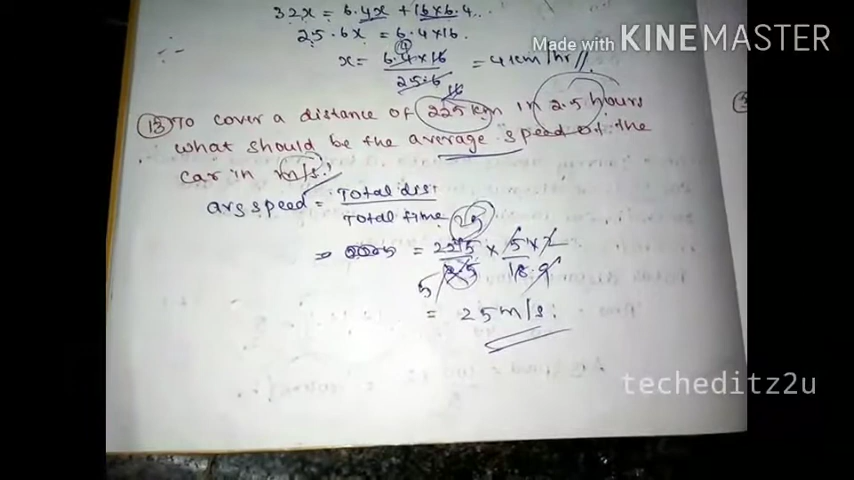 32x = 6.4x + 16×6.4
Made with KINEMASTER
25.6x = 6.4×16.
x = 6.4×16 / 25.6 = 4 km/hr //
(13) To cover a distance of 225 km in 2.5 hours
what should be the average speed of the
car in m/s?
avg speed = Total dist
Total time
⇒ = 225 × 5 × 2
18
= 25 m/s.
techeditz2u